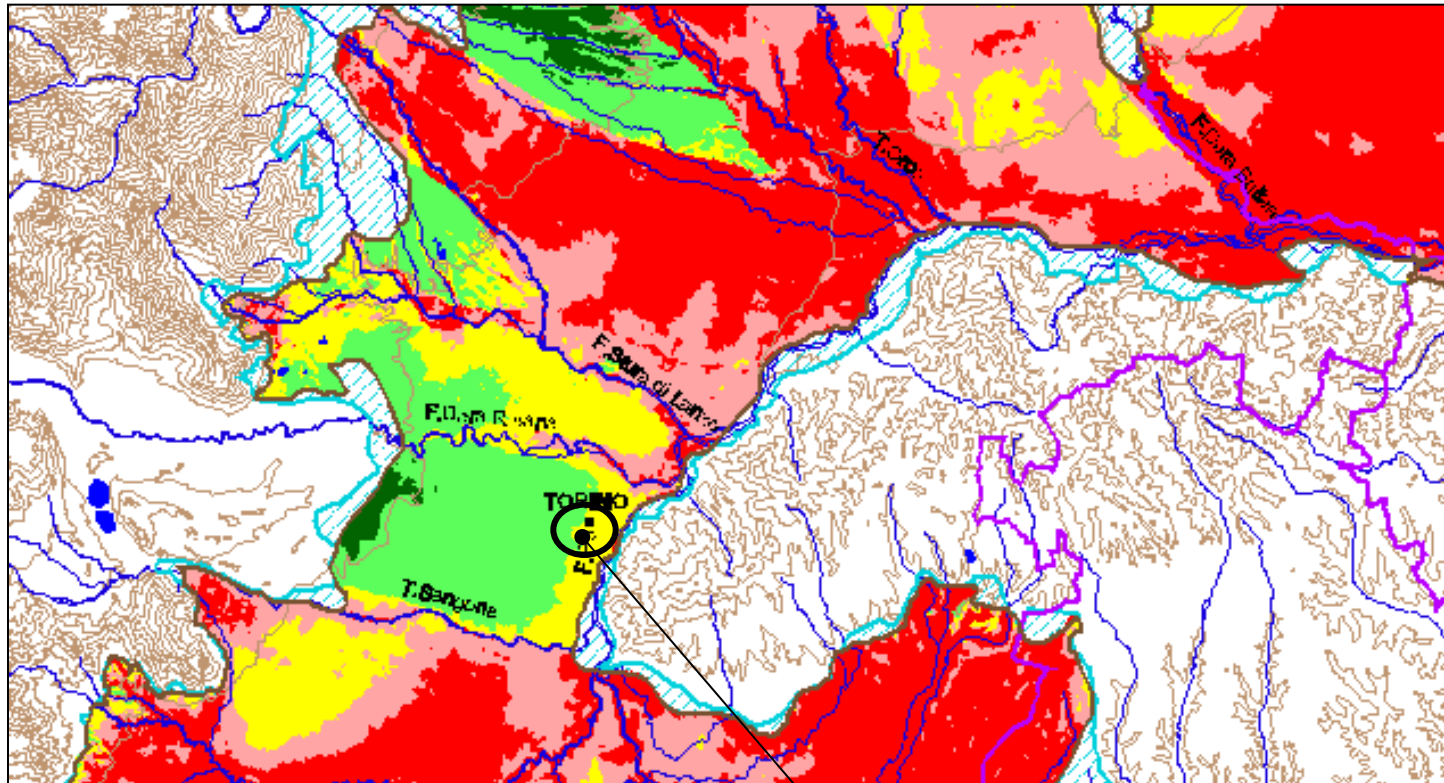 T.Orco
F.Dora Baltea
F.Stura di Lanzo
F.Dora Riparia
TORINO
T.Sangone